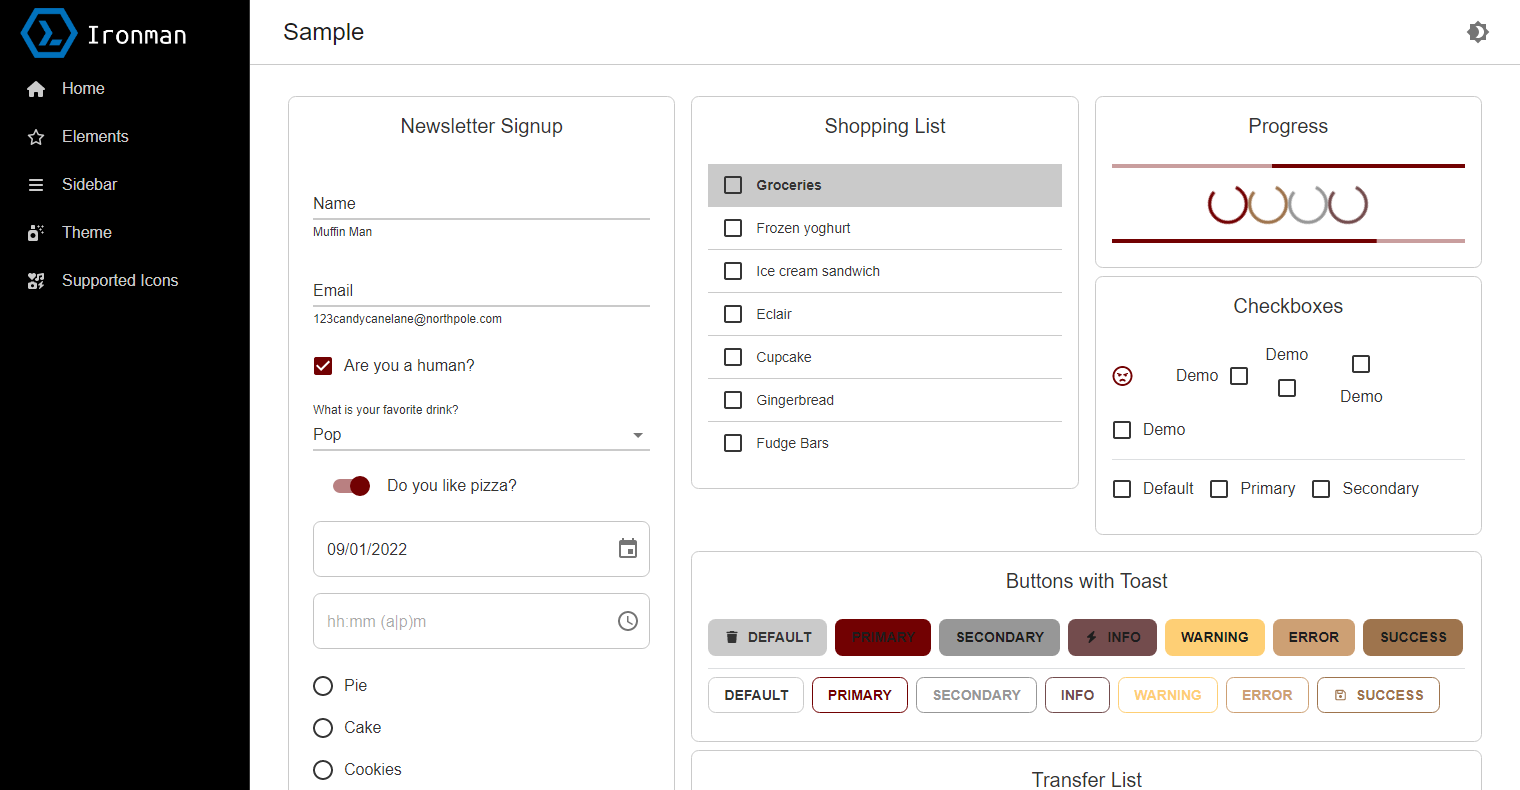 Ironman
Home
Elements
Sidebar
Theme
Supported Icons
Sample
Newsletter Signup
Name
Muffin Man
Email
123candycanelane@northpole.com
Are you a human?
What is your favorite drink?
Pop
Do you like pizza?
09/01/2022
hh:mm (a|p)m
Pie
Cake
Cookies
Shopping List
Groceries
Frozen yoghurt
Ice cream sandwich
Eclair
Cupcake
Gingerbread
Fudge Bars
Progress
Checkboxes
Demo
Demo
Demo
Demo
Default Primary Secondary
Buttons with Toast
DEFAULT PRIMARY SECONDARY INFO WARNING ERROR SUCCESS
DEFAULT PRIMARY SECONDARY INFO WARNING ERROR SUCCESS
Transfer List